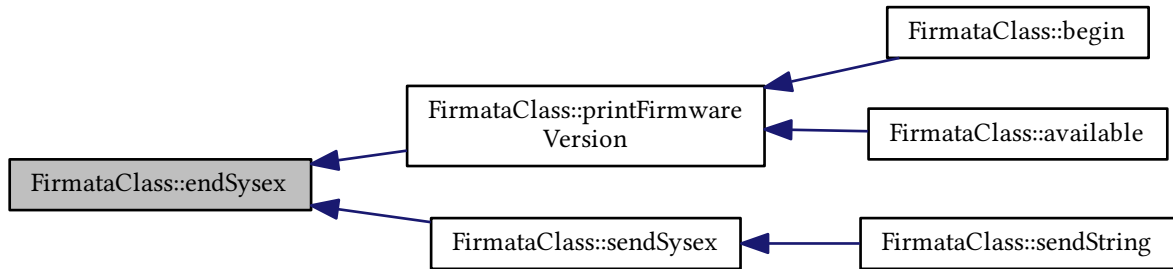 FirmataClass::begin
FirmataClass::printFirmware
Version
FirmataClass::available
FirmataClass::endSysex
FirmataClass::sendSysex
FirmataClass::sendString